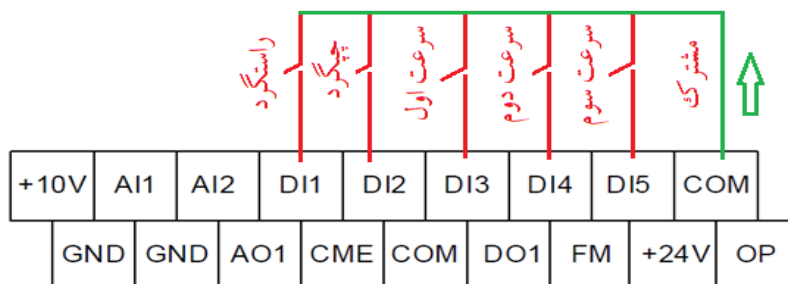 راستگرد
چپگرد
سرعت اول
سرعت دوم
سرعت سوم
مشترک
+10V AI1 AI2 DI1 DI2 DI3 DI4 DI5 COM
GND GND AO1 CME COM DO1 FM +24V OP